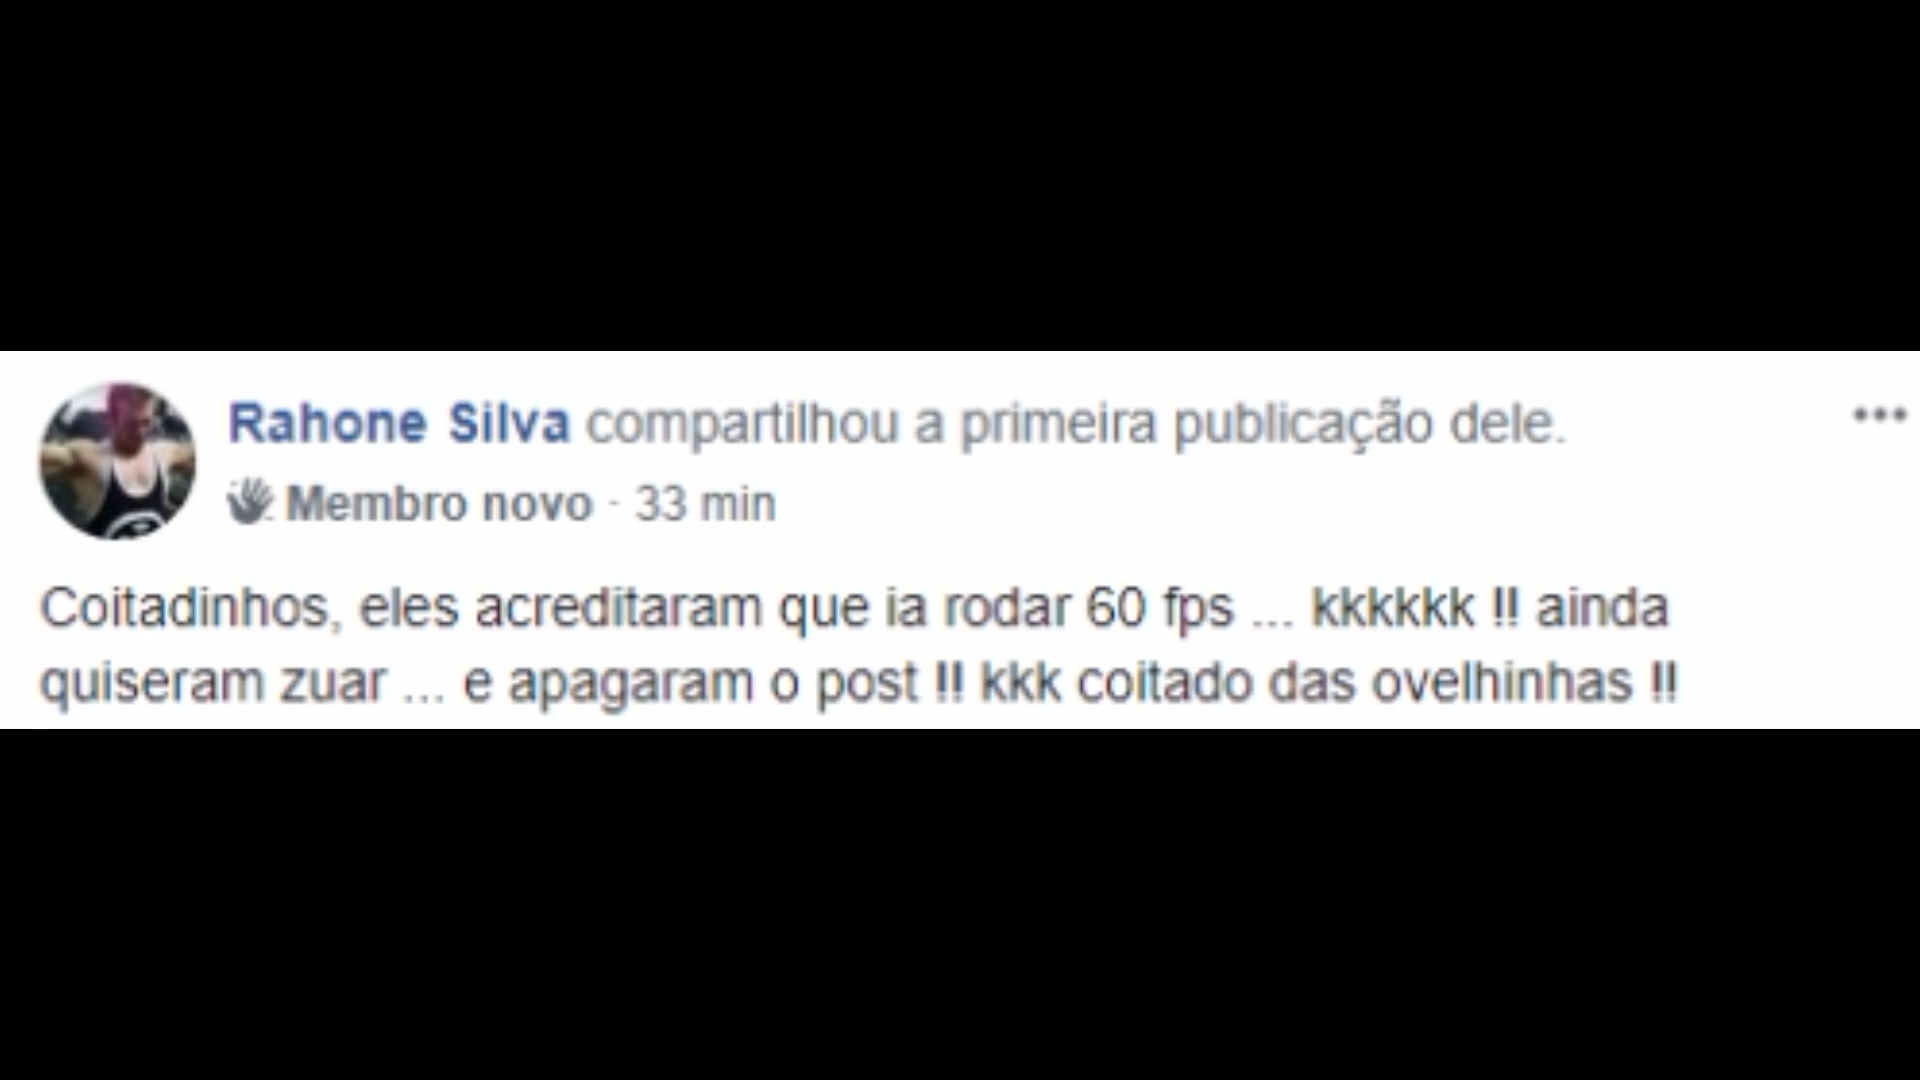 Rahone Silva compartilhou a primeira publicação dele.
Membro novo · 33 min
Coitadinhos, eles acreditaram que ia rodar 60 fps ... kkkkkk !! ainda
quiseram zuar ... e apagaram o post !! kkk coitado das ovelhinhas !!